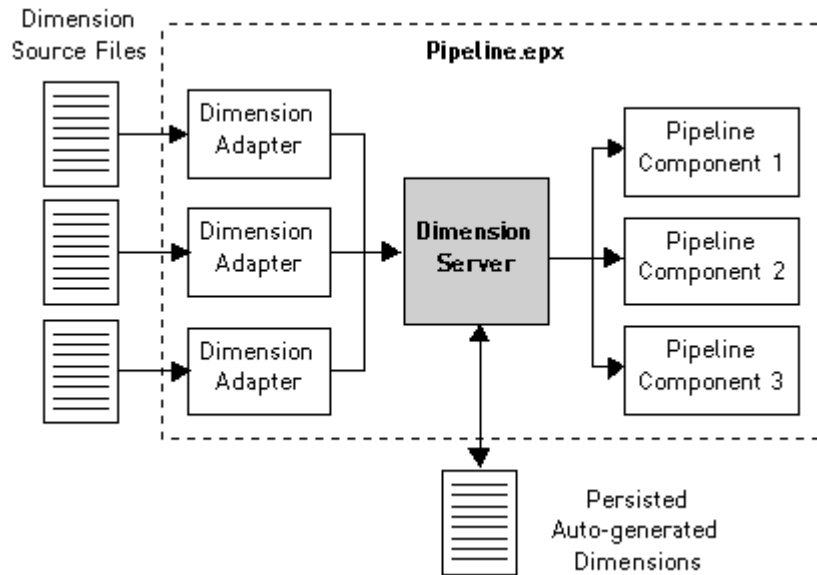 Dimension
Source Files
Pipeline.epx
Dimension
Adapter
Dimension
Adapter
Dimension
Adapter
Dimension
Server
Pipeline
Component 1
Pipeline
Component 2
Pipeline
Component 3
Persisted
Auto-generated
Dimensions